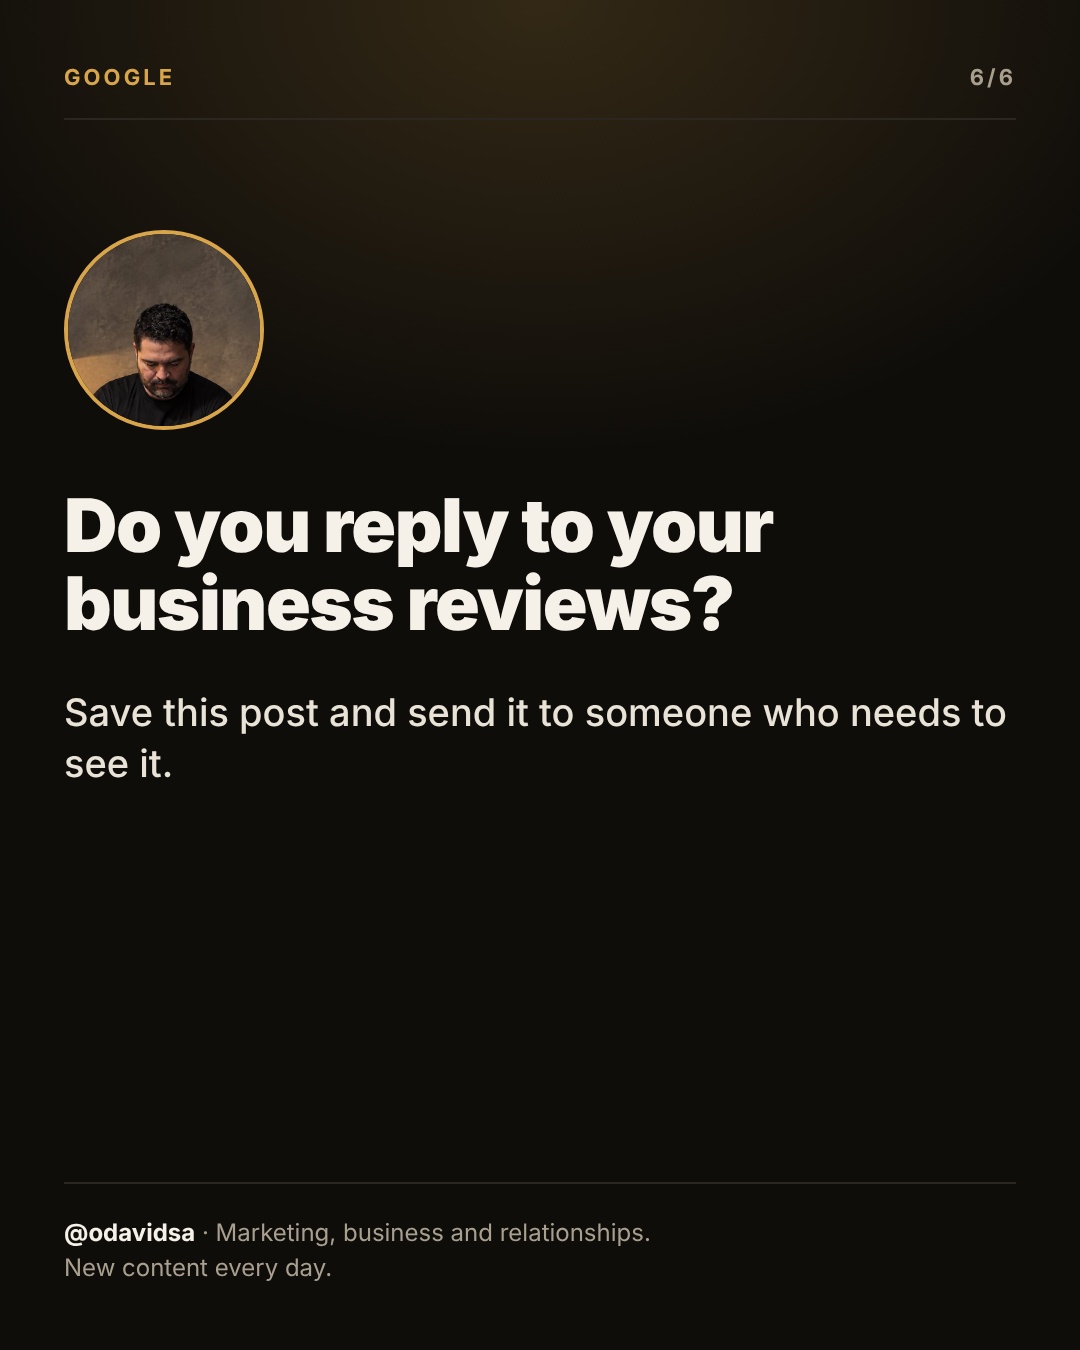 GOOGLE
6/6
Do you reply to your
business reviews?
Save this post and send it to someone who needs to
see it.
@odavidsa · Marketing, business and relationships.
New content every day.